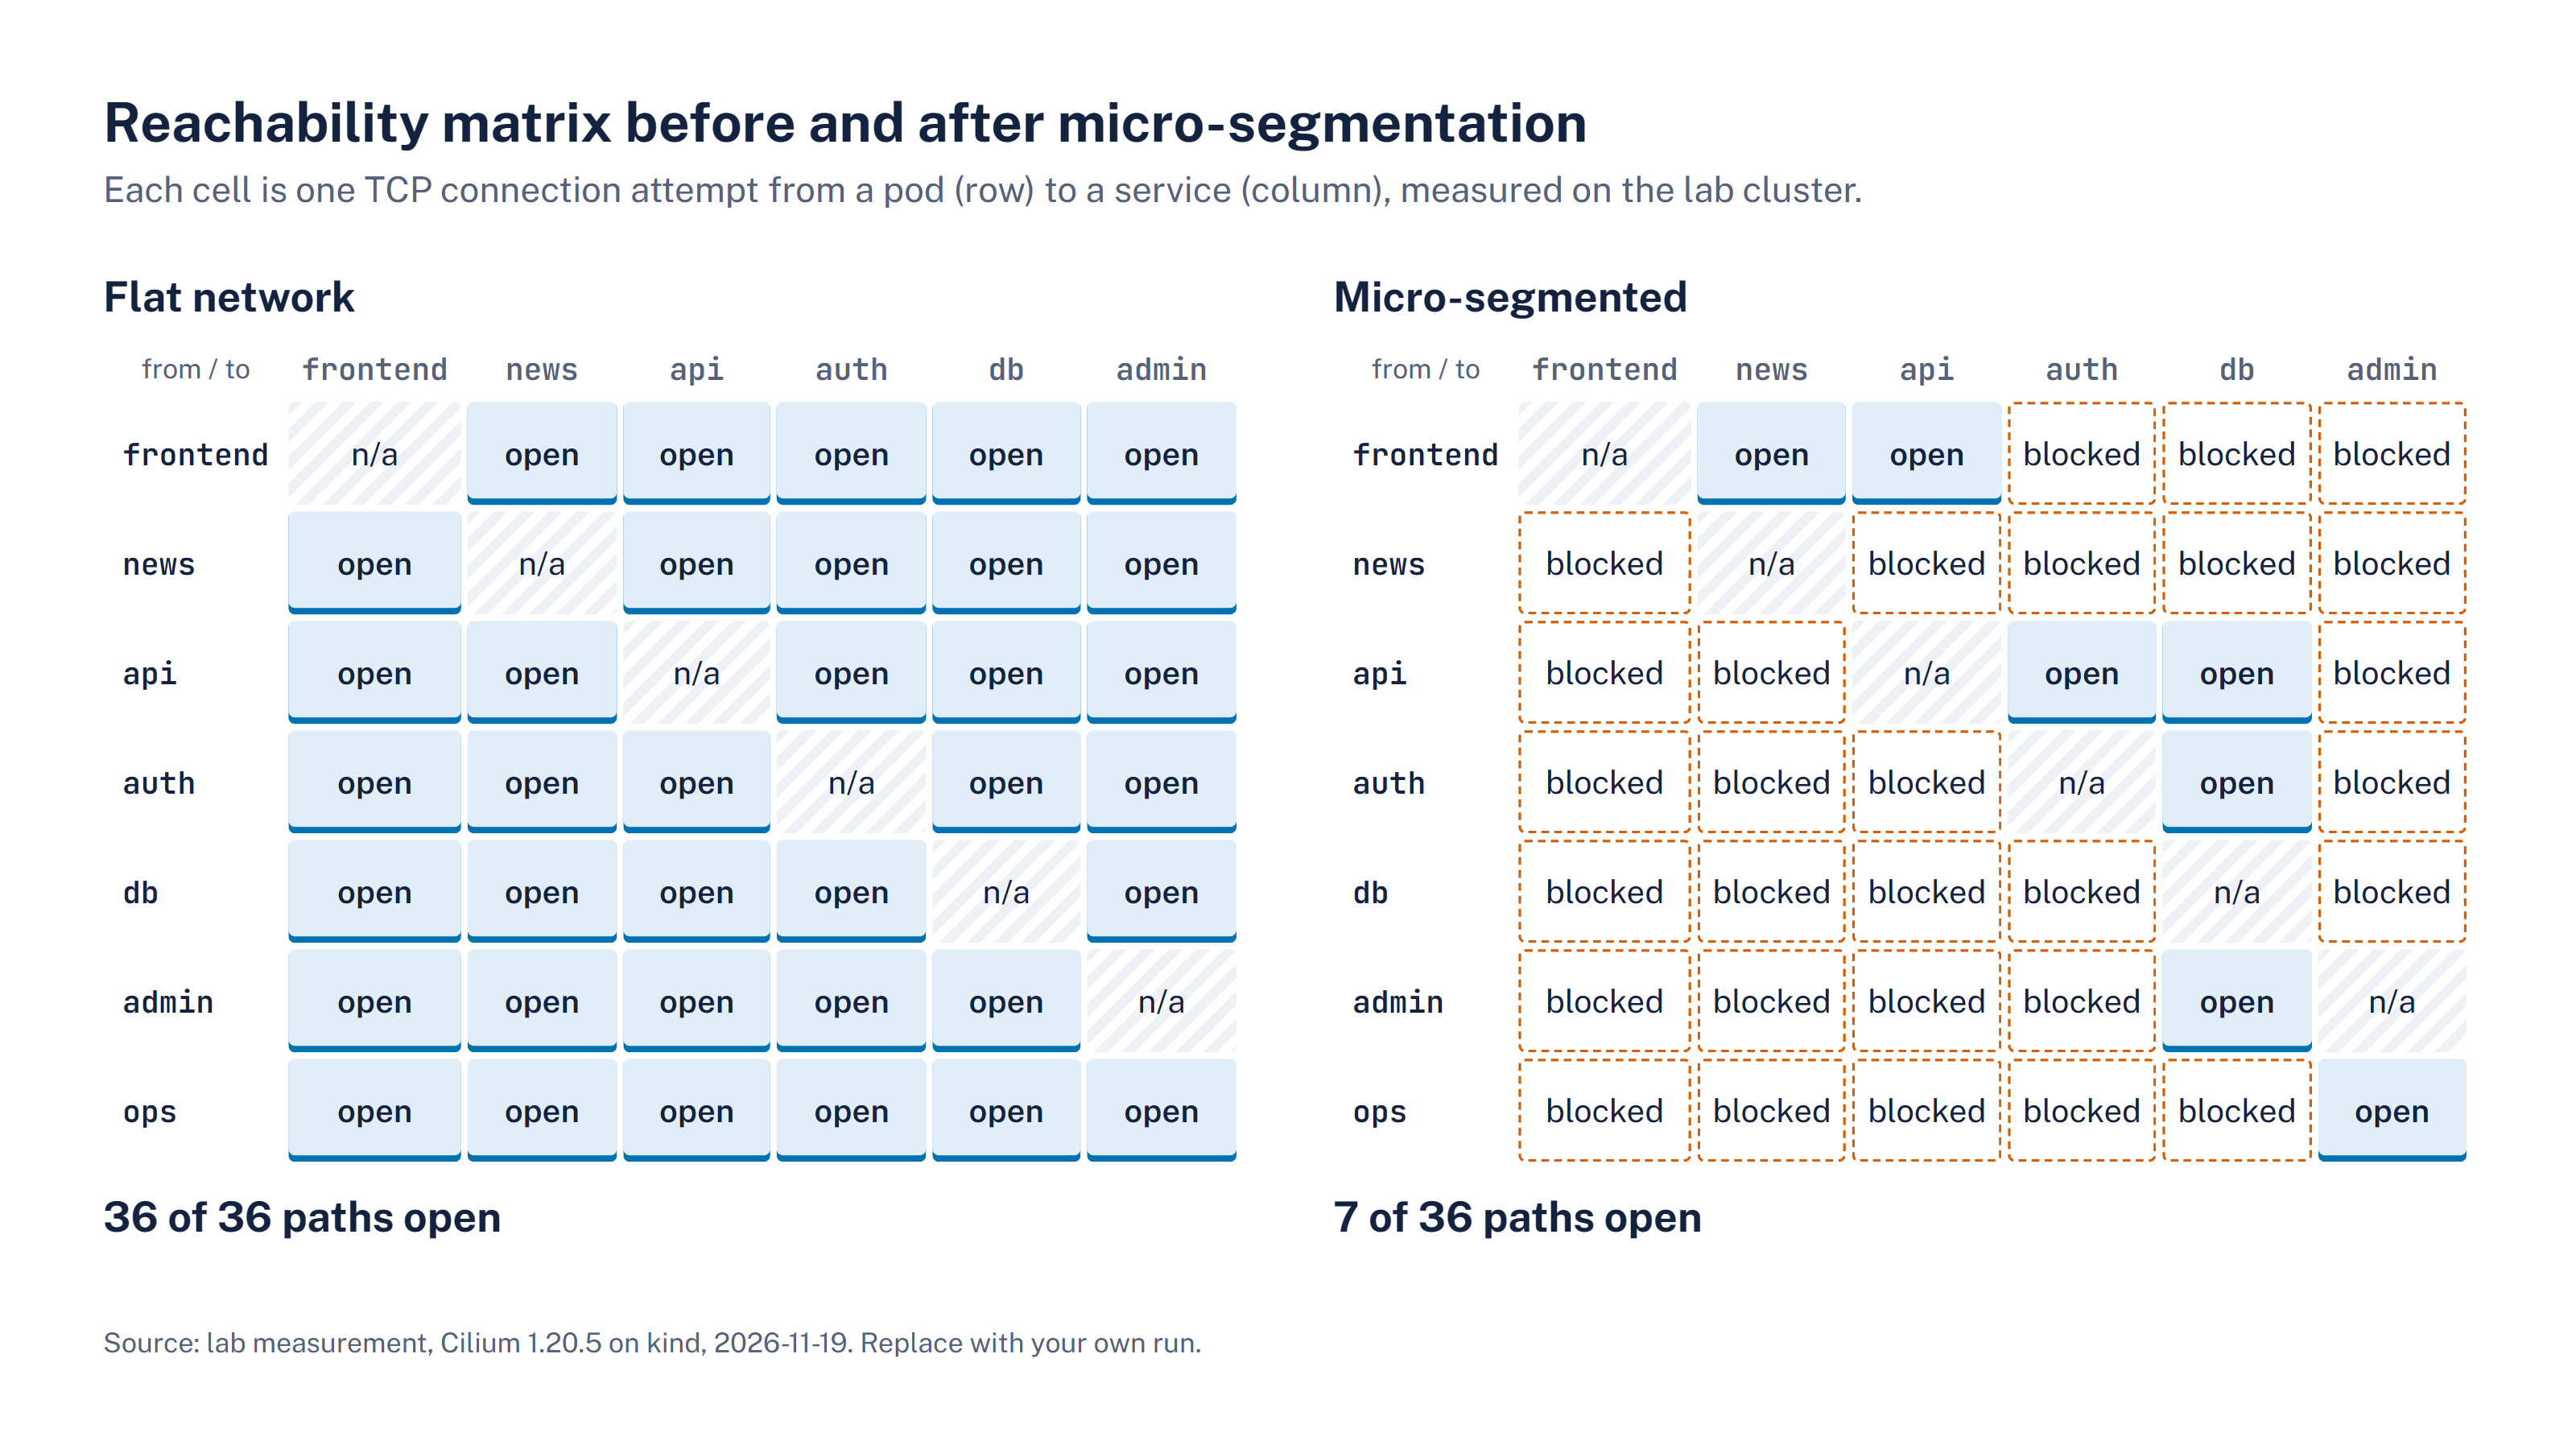 Reachability matrix before and after micro-segmentation
Each cell is one TCP connection attempt from a pod (row) to a service (column), measured on the lab cluster.
Flat network
from / to frontend news api auth db admin
frontend n/a open open open open open
news open n/a open open open open
api open open n/a open open open
auth open open open n/a open open
db open open open open n/a open
admin open open open open open n/a
ops open open open open open open
36 of 36 paths open
Micro-segmented
from / to frontend news api auth db admin
frontend n/a open open blocked blocked blocked
news blocked n/a blocked blocked blocked blocked
api blocked blocked n/a open open blocked
auth blocked blocked blocked n/a open blocked
db blocked blocked blocked blocked n/a blocked
admin blocked blocked blocked blocked open n/a
ops blocked blocked blocked blocked blocked open
7 of 36 paths open
Source: lab measurement, Cilium 1.20.5 on kind, 2026-11-19. Replace with your own run.